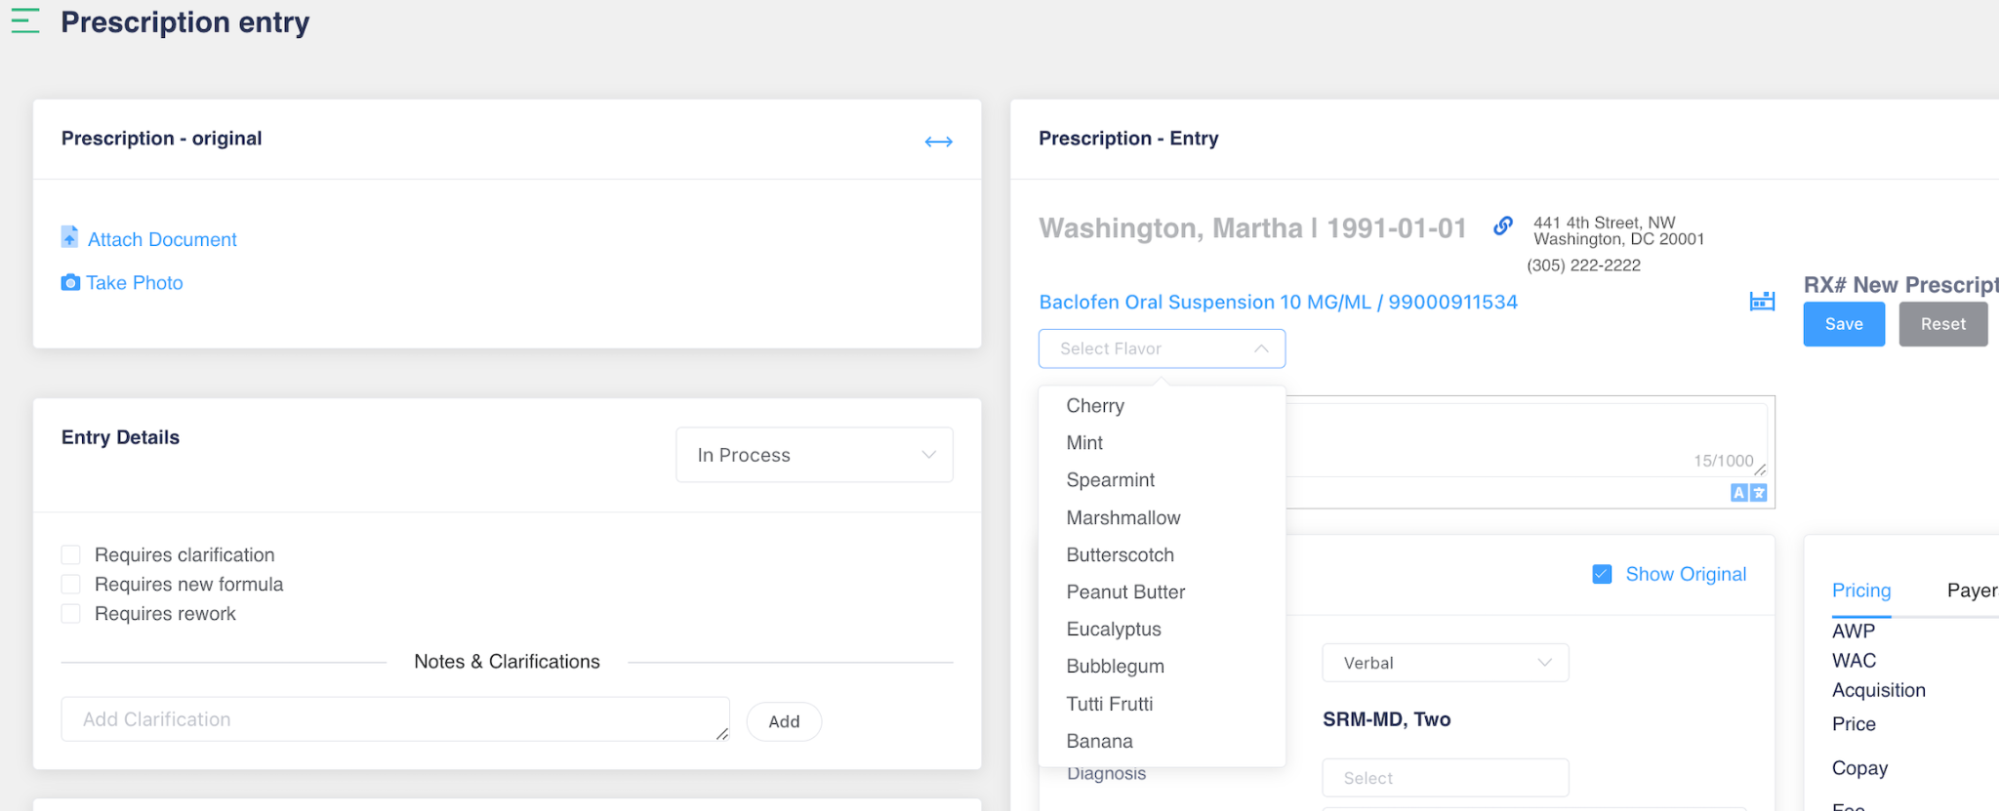 Prescription entry
Prescription - original
Attach Document
Take Photo
Entry Details
In Process
Requires clarification
Requires new formula
Requires rework
Notes & Clarifications
Add Clarification
Add
Prescription - Entry
Washington, Martha | 1991-01-01
441 4th Street, NW
Washington, DC 20001
(305) 222-2222
Baclofen Oral Suspension 10 MG/ML / 99000911534
RX# New Prescript
Save
Reset
Select Flavor
Cherry
Mint
Spearmint
Marshmallow
Butterscotch
Peanut Butter
Eucalyptus
Bubblegum
Tutti Frutti
Banana
15/1000
Show Original
Verbal
SRM-MD, Two
Diagnosis
Select
Pricing
Payer
AWP
WAC
Acquisition
Price
Copay